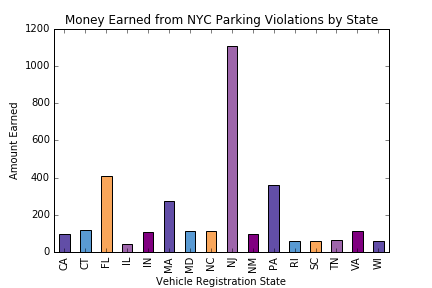 Money Earned from NYC Parking Violations by State
1200
1000
800
600
400
200
0
Amount Earned
CA CT FL IL IN MA MD NC NJ NM PA RI SC TN VA WI
Vehicle Registration State